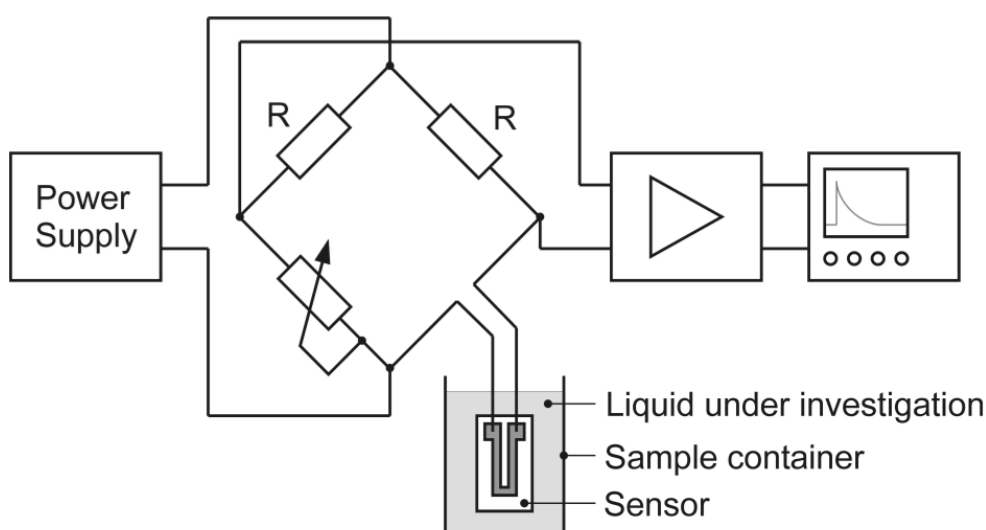 R
R
Power
Supply
Liquid under investigation
Sample container
Sensor